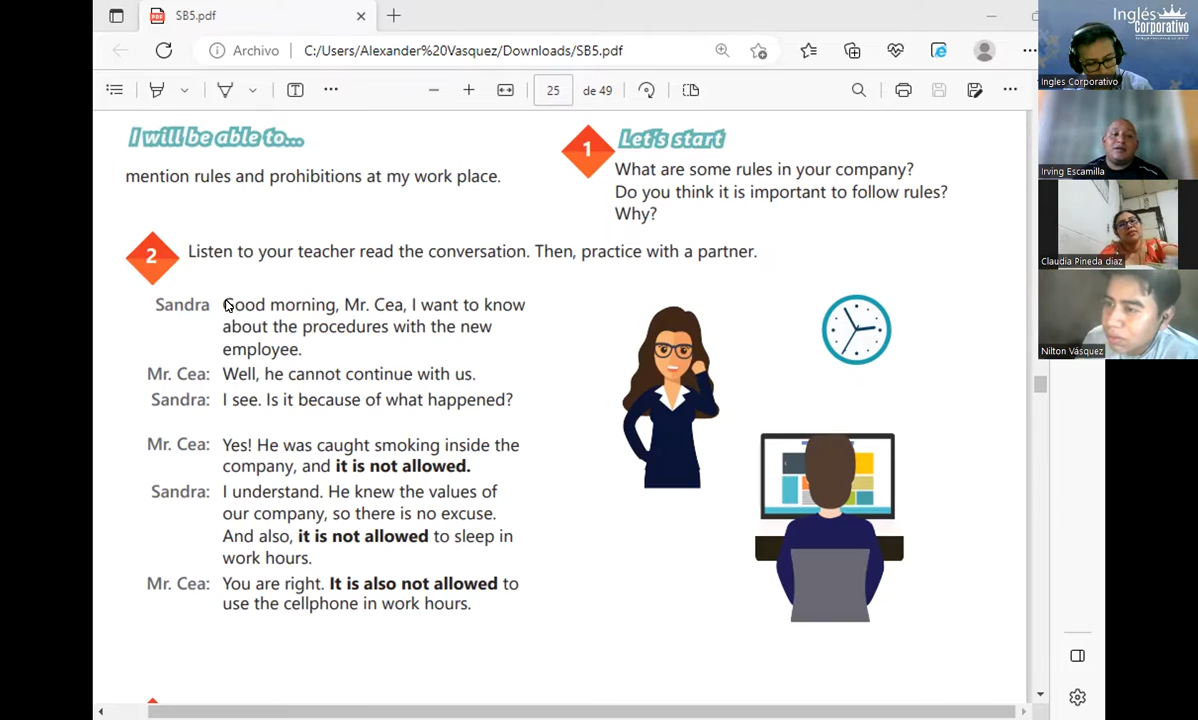 SB5.pdf
Archivo
C:/Users/Alexander%20Vasquez/Downloads/SB5.pdf
25 de 49
I will be able to...
mention rules and prohibitions at my work place.
1 Let's start
What are some rules in your company?
Do you think it is important to follow rules?
Why?
2 Listen to your teacher read the conversation. Then, practice with a partner.
Sandra Good morning, Mr. Cea, I want to know
about the procedures with the new
employee.
Mr. Cea: Well, he cannot continue with us.
Sandra: I see. Is it because of what happened?
Mr. Cea: Yes! He was caught smoking inside the
company, and it is not allowed.
Sandra: I understand. He knew the values of
our company, so there is no excuse.
And also, it is not allowed to sleep in
work hours.
Mr. Cea: You are right. It is also not allowed to
use the cellphone in work hours.
Inglés
Corporativo
Ingles Corporativo
Irving Escamilla
Claudia Pineda diaz
Nilton Vásquez